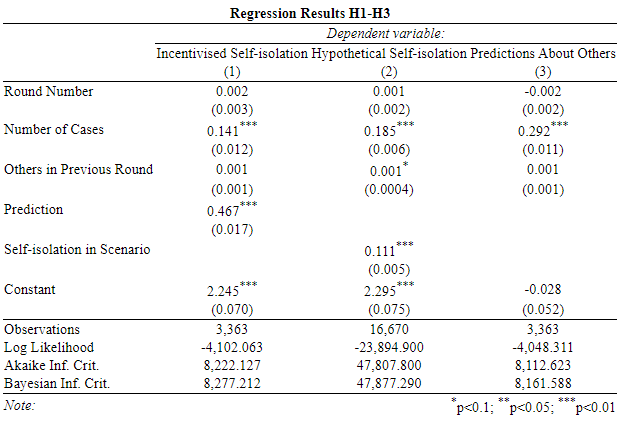 Regression Results H1-H3
Dependent variable:
Incentivised Self-isolation Hypothetical Self-isolation Predictions About Others
(1) (2) (3)
Round Number 0.002 0.001 -0.002
(0.003) (0.002) (0.002)
Number of Cases 0.141*** 0.185*** 0.292***
(0.012) (0.006) (0.011)
Others in Previous Round 0.001 0.001* 0.001
(0.001) (0.0004) (0.001)
Prediction 0.467***
(0.017)
Self-isolation in Scenario 0.111***
(0.005)
Constant 2.245*** 2.295*** -0.028
(0.070) (0.075) (0.052)
Observations 3,363 16,670 3,363
Log Likelihood -4,102.063 -23,894.900 -4,048.311
Akaike Inf. Crit. 8,222.127 47,807.800 8,112.623
Bayesian Inf. Crit. 8,277.212 47,877.290 8,161.588
Note: *p<0.1; **p<0.05; ***p<0.01